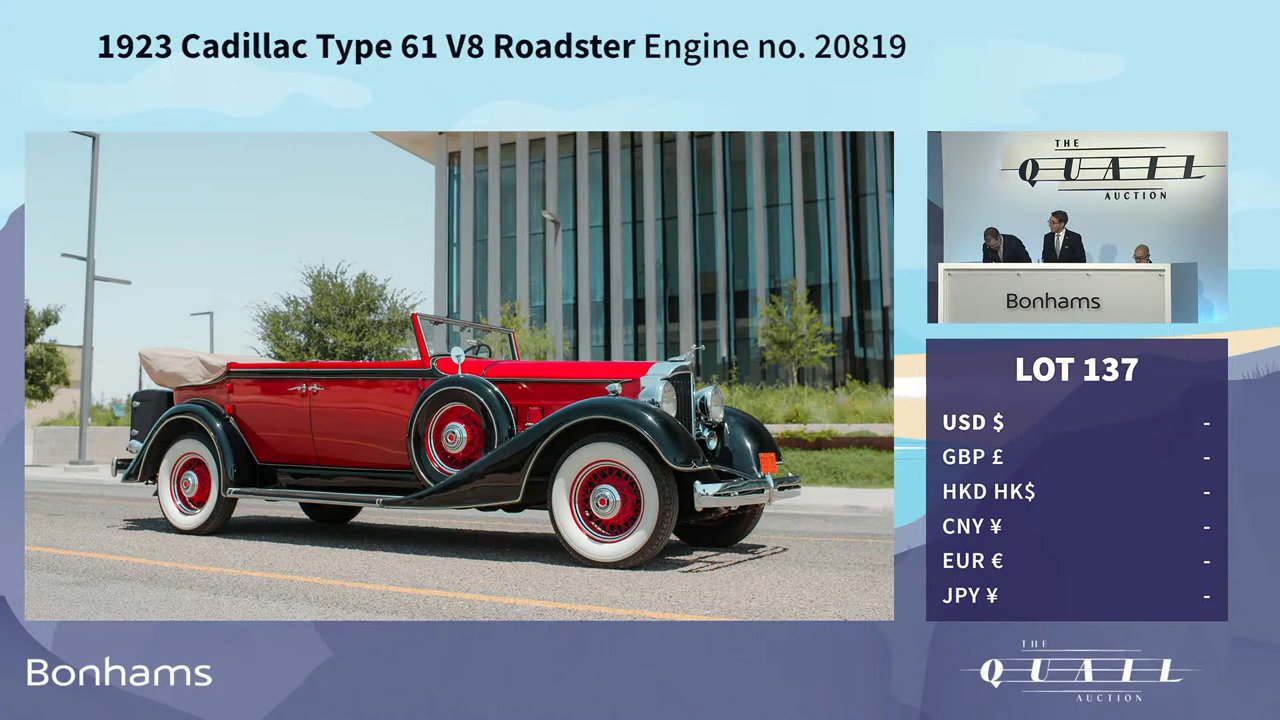 1923 Cadillac Type 61 V8 Roadster Engine no. 20819
THE
QUAIL
AUCTION
Bonhams
LOT 137
USD $ -
GBP £ -
HKD HK$ -
CNY ¥ -
EUR € -
JPY ¥ -
Bonhams
THE
QUAIL
AUCTION